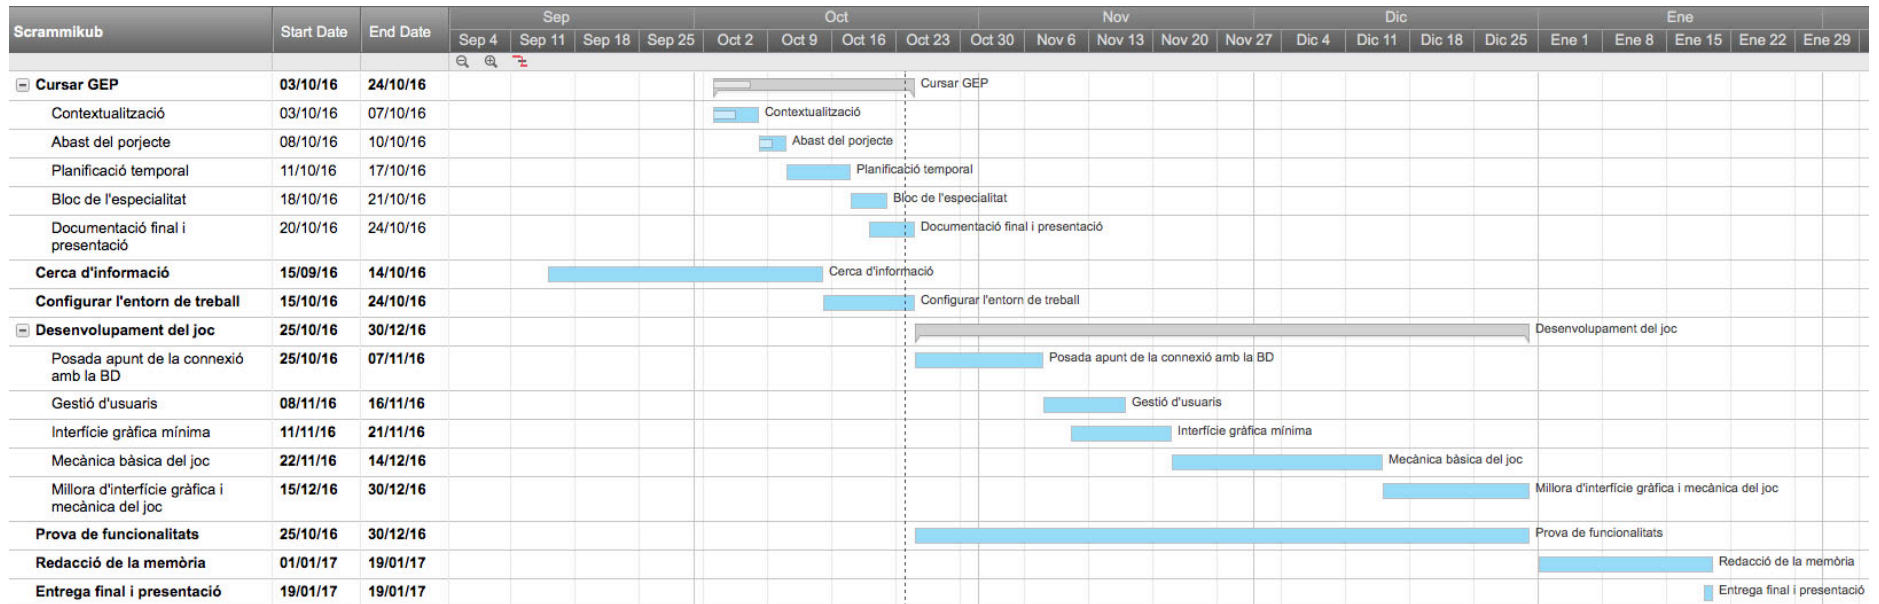 Sep Oct Nov Dic Ene
Scrammikub Start Date End Date
Sep 4 Sep 11 Sep 18 Sep 25 Oct 2 Oct 9 Oct 16 Oct 23 Oct 30 Nov 6 Nov 13 Nov 20 Nov 27 Dic 4 Dic 11 Dic 18 Dic 25 Ene 1 Ene 8 Ene 15 Ene 22 Ene 29
Cursar GEP 03/10/16 24/10/16 Cursar GEP
Contextualització 03/10/16 07/10/16 Contextualització
Abast del porjecte 08/10/16 10/10/16 Abast del porjecte
Planificació temporal 11/10/16 17/10/16 Planificació temporal
Bloc de l'especialitat 18/10/16 21/10/16 Bloc de l'especialitat
Documentació final i 20/10/16 24/10/16 Documentació final i presentació
presentació
Cerca d'informació 15/09/16 14/10/16 Cerca d'informació
Configurar l'entorn de treball 15/10/16 24/10/16 Configurar l'entorn de treball
Desenvolupament del joc 25/10/16 30/12/16 Desenvolupament del joc
Posada apunt de la connexió 25/10/16 07/11/16 Posada apunt de la connexió amb la BD
amb la BD
Gestió d'usuaris 08/11/16 16/11/16 Gestió d'usuaris
Interfície gràfica mínima 11/11/16 21/11/16 Interfície gràfica mínima
Mecànica bàsica del joc 22/11/16 14/12/16 Mecànica bàsica del joc
Millora d'interfície gràfica i 15/12/16 30/12/16 Millora d'interfície gràfica i mecànica del joc
mecànica del joc
Prova de funcionalitats 25/10/16 30/12/16 Prova de funcionalitats
Redacció de la memòria 01/01/17 19/01/17 Redacció de la memòria
Entrega final i presentació 19/01/17 19/01/17 Entrega final i presentació